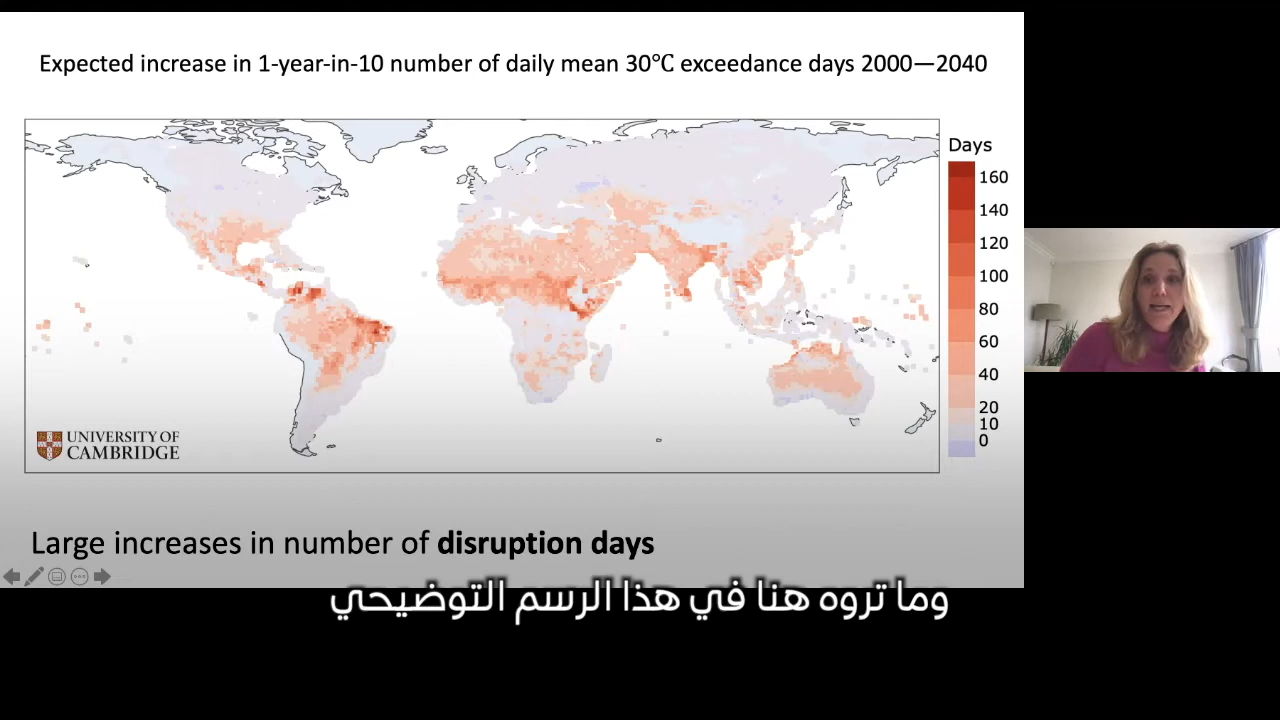 Expected increase in 1-year-in-10 number of daily mean 30℃ exceedance days 2000—2040
Days
160
140
120
100
80
60
40
20
10
0
UNIVERSITY OF
CAMBRIDGE
Large increases in number of disruption days
وما تروه هنا في هذا الرسم التوضيحي